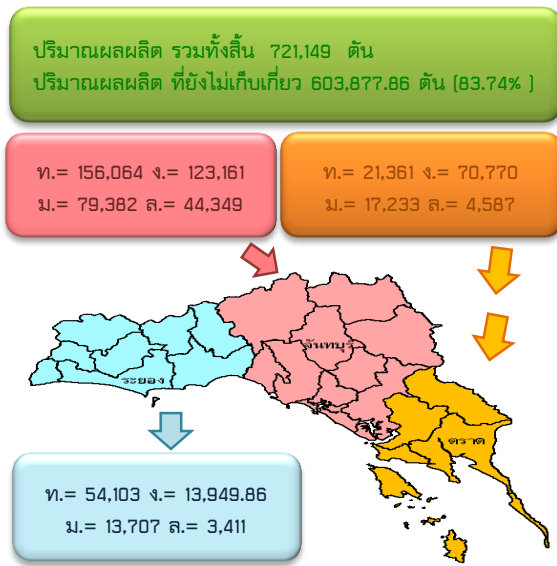 ปริมาณผลผลิต รวมทั้งสิ้น 721,149 ตัน
ปริมาณผลผลิต ที่ยังไม่เก็บเกี่ยว 603,877.86 ตัน (83.74% )
ท.= 156,064 ง.= 123,161
ม.= 79,382 ล.= 44,349
ท.= 21,361 ง.= 70,770
ม.= 17,233 ล.= 4,587
จันทบุรี
ระยอง
ตราด
ท.= 54,103 ง.= 13,949.86
ม.= 13,707 ล.= 3,411